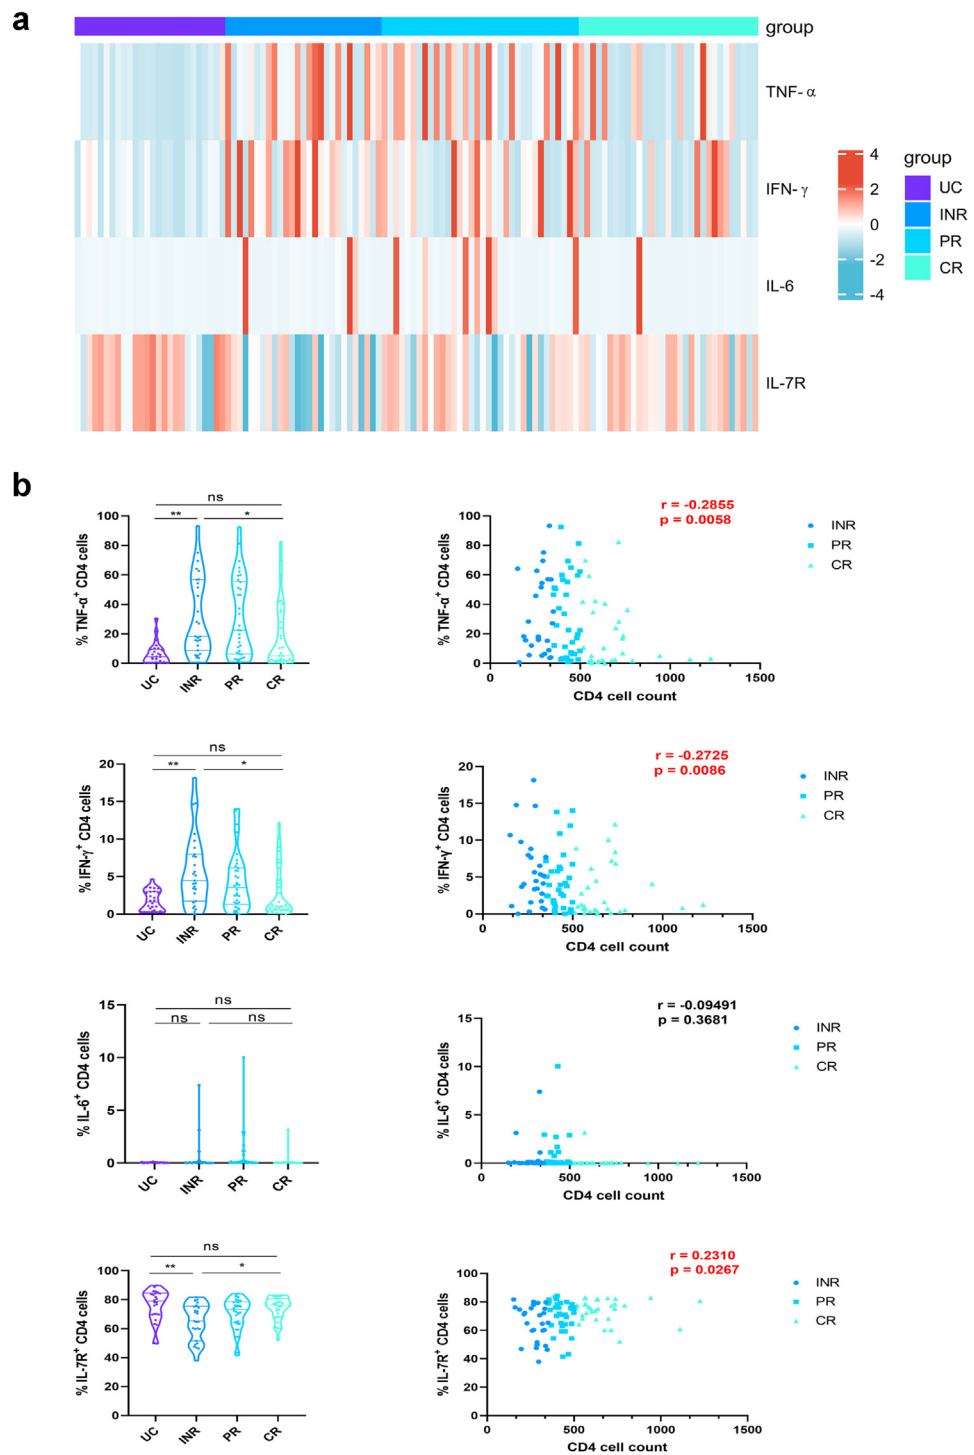 a
group
TNF- α
IFN- γ
IL-6
IL-7R
4
2
0
-2
-4
group
UC
INR
PR
CR
b
ns
** *
100
80
60
40
20
0
% TNF-α+ CD4 cells
UC INR PR CR
r = -0.2855
p = 0.0058
100
80
60
40
20
0
% TNF-α+ CD4 cells
0 500 1000 1500
CD4 cell count
INR
PR
CR
ns
** *
20
15
10
5
0
% IFN-γ+ CD4 cells
UC INR PR CR
r = -0.2725
p = 0.0086
20
15
10
5
0
% IFN-γ+ CD4 cells
0 500 1000 1500
CD4 cell count
INR
PR
CR
ns
ns ns
15
10
5
0
% IL-6+ CD4 cells
UC INR PR CR
r = -0.09491
p = 0.3681
15
10
5
0
% IL-6+ CD4 cells
0 500 1000 1500
CD4 cell count
INR
PR
CR
ns
** *
100
80
60
40
20
0
% IL-7R+ CD4 cells
UC INR PR CR
r = 0.2310
p = 0.0267
100
80
60
40
20
0
% IL-7R+ CD4 cells
0 500 1000 1500
CD4 cell count
INR
PR
CR